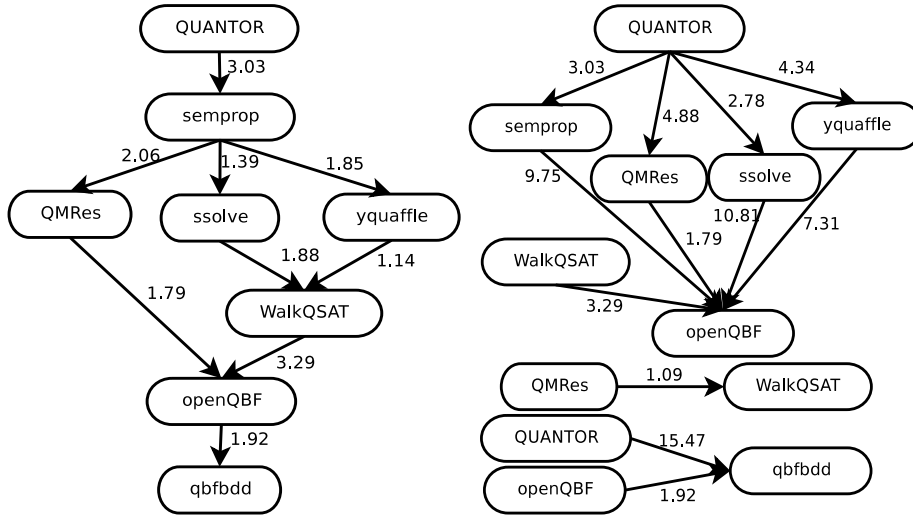 QUANTOR
3.03
semprop
2.06
1.39
1.85
QMRes
ssolve
yquaffle
1.88
1.14
1.79
WalkQSAT
3.29
openQBF
1.92
qbfbdd
QUANTOR
3.03
4.34
2.78
4.88
semprop
yquaffle
9.75
QMRes
ssolve
10.81
7.31
1.79
WalkQSAT
3.29
openQBF
QMRes
1.09
WalkQSAT
QUANTOR
15.47
qbfbdd
openQBF
1.92